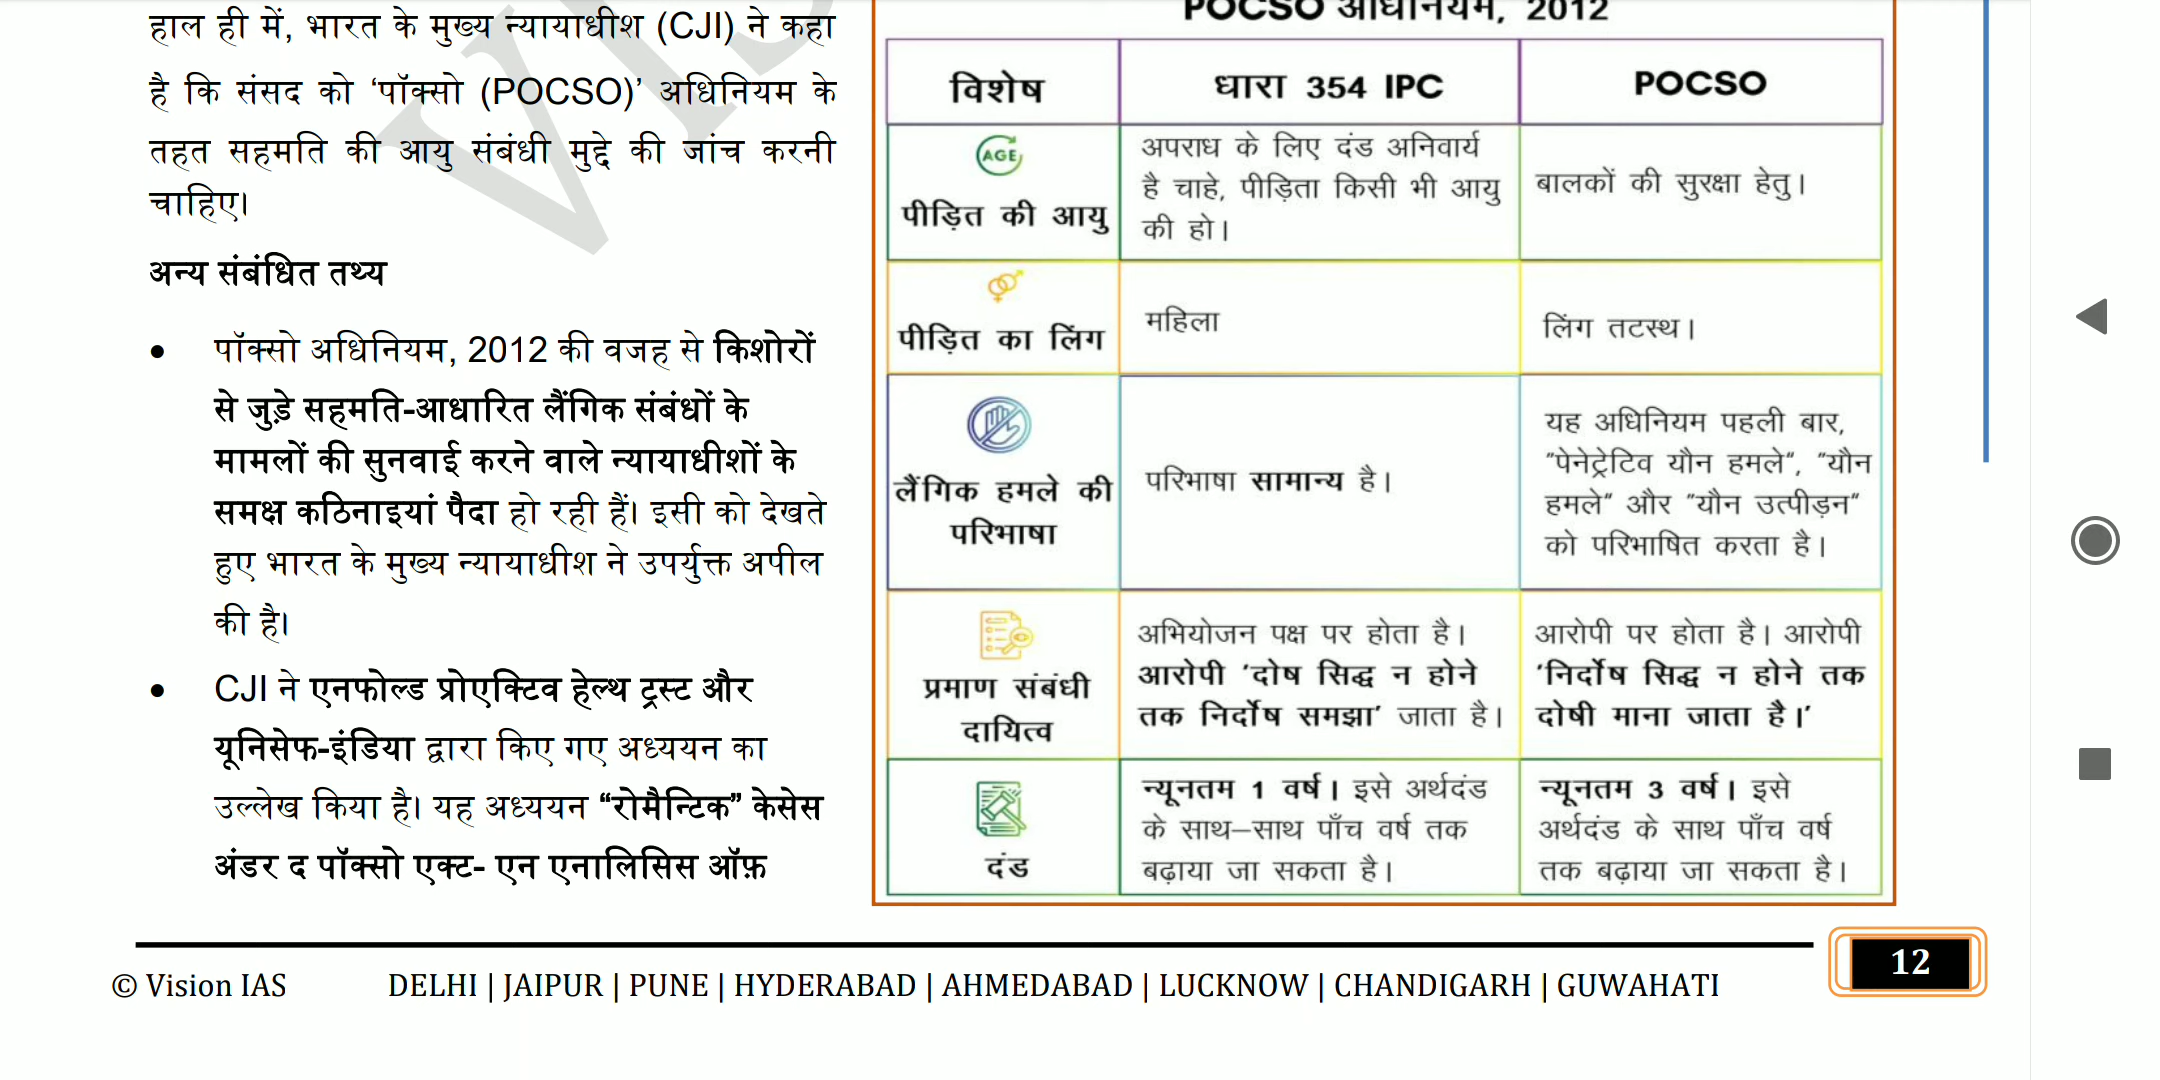 हाल ही में, भारत के मुख्य न्यायाधीश (CJI) ने कहा
है कि संसद को ‘पॉक्सो (POCSO)’ अधिनियम के
तहत सहमति की आयु संबंधी मुद्दे की जांच करनी
चाहिए।
अन्य संबंधित तथ्य
• पॉक्सो अधिनियम, 2012 की वजह से किशोरों
से जुड़े सहमति-आधारित लैंगिक संबंधों के
मामलों की सुनवाई करने वाले न्यायाधीशों के
समक्ष कठिनाइयां पैदा हो रही हैं। इसी को देखते
हुए भारत के मुख्य न्यायाधीश ने उपर्युक्त अपील
की है।
• CJI ने एनफोल्ड प्रोएक्टिव हेल्थ ट्रस्ट और
यूनिसेफ-इंडिया द्वारा किए गए अध्ययन का
उल्लेख किया है। यह अध्ययन “रोमैन्टिक” केसेस
अंडर द पॉक्सो एक्ट- एन एनालिसिस ऑफ़
POCSO अधिनियम, 2012
विशेष
धारा 354 IPC
POCSO
AGE
पीड़ित की आयु
अपराध के लिए दंड अनिवार्य
है चाहे, पीड़िता किसी भी आयु
की हो।
बालकों की सुरक्षा हेतु।
पीड़ित का लिंग
महिला
लिंग तटस्थ।
लैंगिक हमले की
परिभाषा
परिभाषा सामान्य है।
यह अधिनियम पहली बार,
“पेनेट्रेटिव यौन हमले“, “यौन
हमले“ और “यौन उत्पीड़न“
को परिभाषित करता है।
प्रमाण संबंधी
दायित्व
अभियोजन पक्ष पर होता है।
आरोपी ’दोष सिद्ध न होने
तक निर्दोष समझा’ जाता है।
आरोपी पर होता है। आरोपी
’निर्दोष सिद्ध न होने तक
दोषी माना जाता है।’
दंड
न्यूनतम 1 वर्ष। इसे अर्थदंड
के साथ–साथ पाँच वर्ष तक
बढ़ाया जा सकता है।
न्यूनतम 3 वर्ष। इसे
अर्थदंड के साथ पाँच वर्ष
तक बढ़ाया जा सकता है।
© Vision IAS
DELHI | JAIPUR | PUNE | HYDERABAD | AHMEDABAD | LUCKNOW | CHANDIGARH | GUWAHATI
12